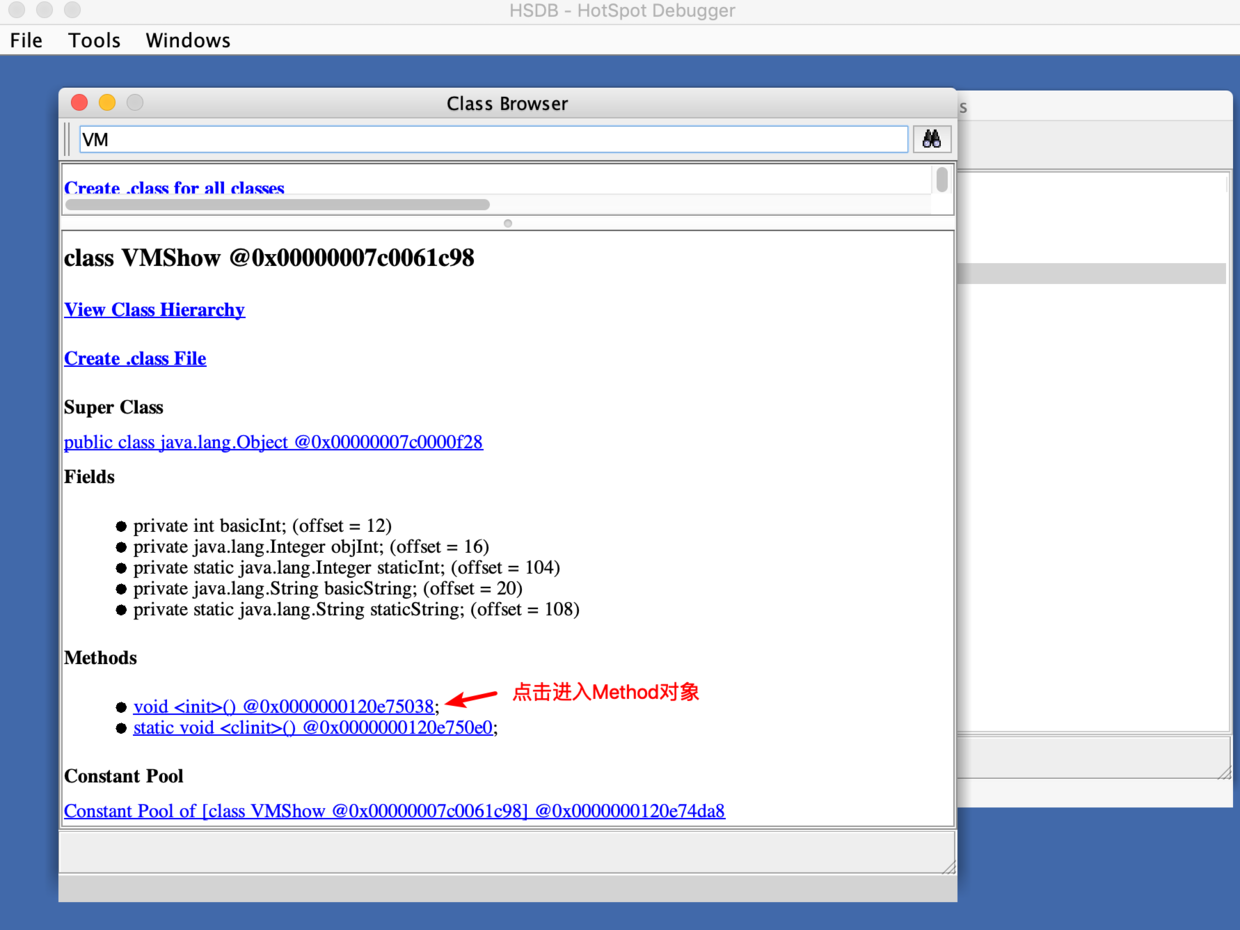 HSDB - HotSpot Debugger
File Tools Windows
Class Browser
s
VM
Create .class for all classes
class VMShow @0x00000007c0061c98
View Class Hierarchy
Create .class File
Super Class
public class java.lang.Object @0x00000007c0000f28
Fields
private int basicInt; (offset = 12)
private java.lang.Integer objInt; (offset = 16)
private static java.lang.Integer staticInt; (offset = 104)
private java.lang.String basicString; (offset = 20)
private static java.lang.String staticString; (offset = 108)
Methods
点击进入Method对象
void <init>() @0x0000000120e75038;
static void <clinit>() @0x0000000120e750e0;
Constant Pool
Constant Pool of [class VMShow @0x00000007c0061c98] @0x0000000120e74da8